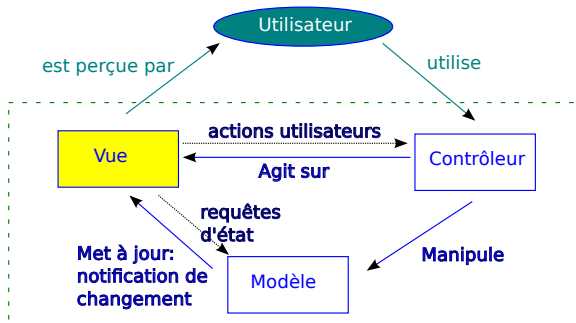 Utilisateur
est perçue par
utilise
actions utilisateurs
Vue
Contrôleur
Agit sur
requêtes
d'état
Met à jour:
notification de
changement
Manipule
Modèle